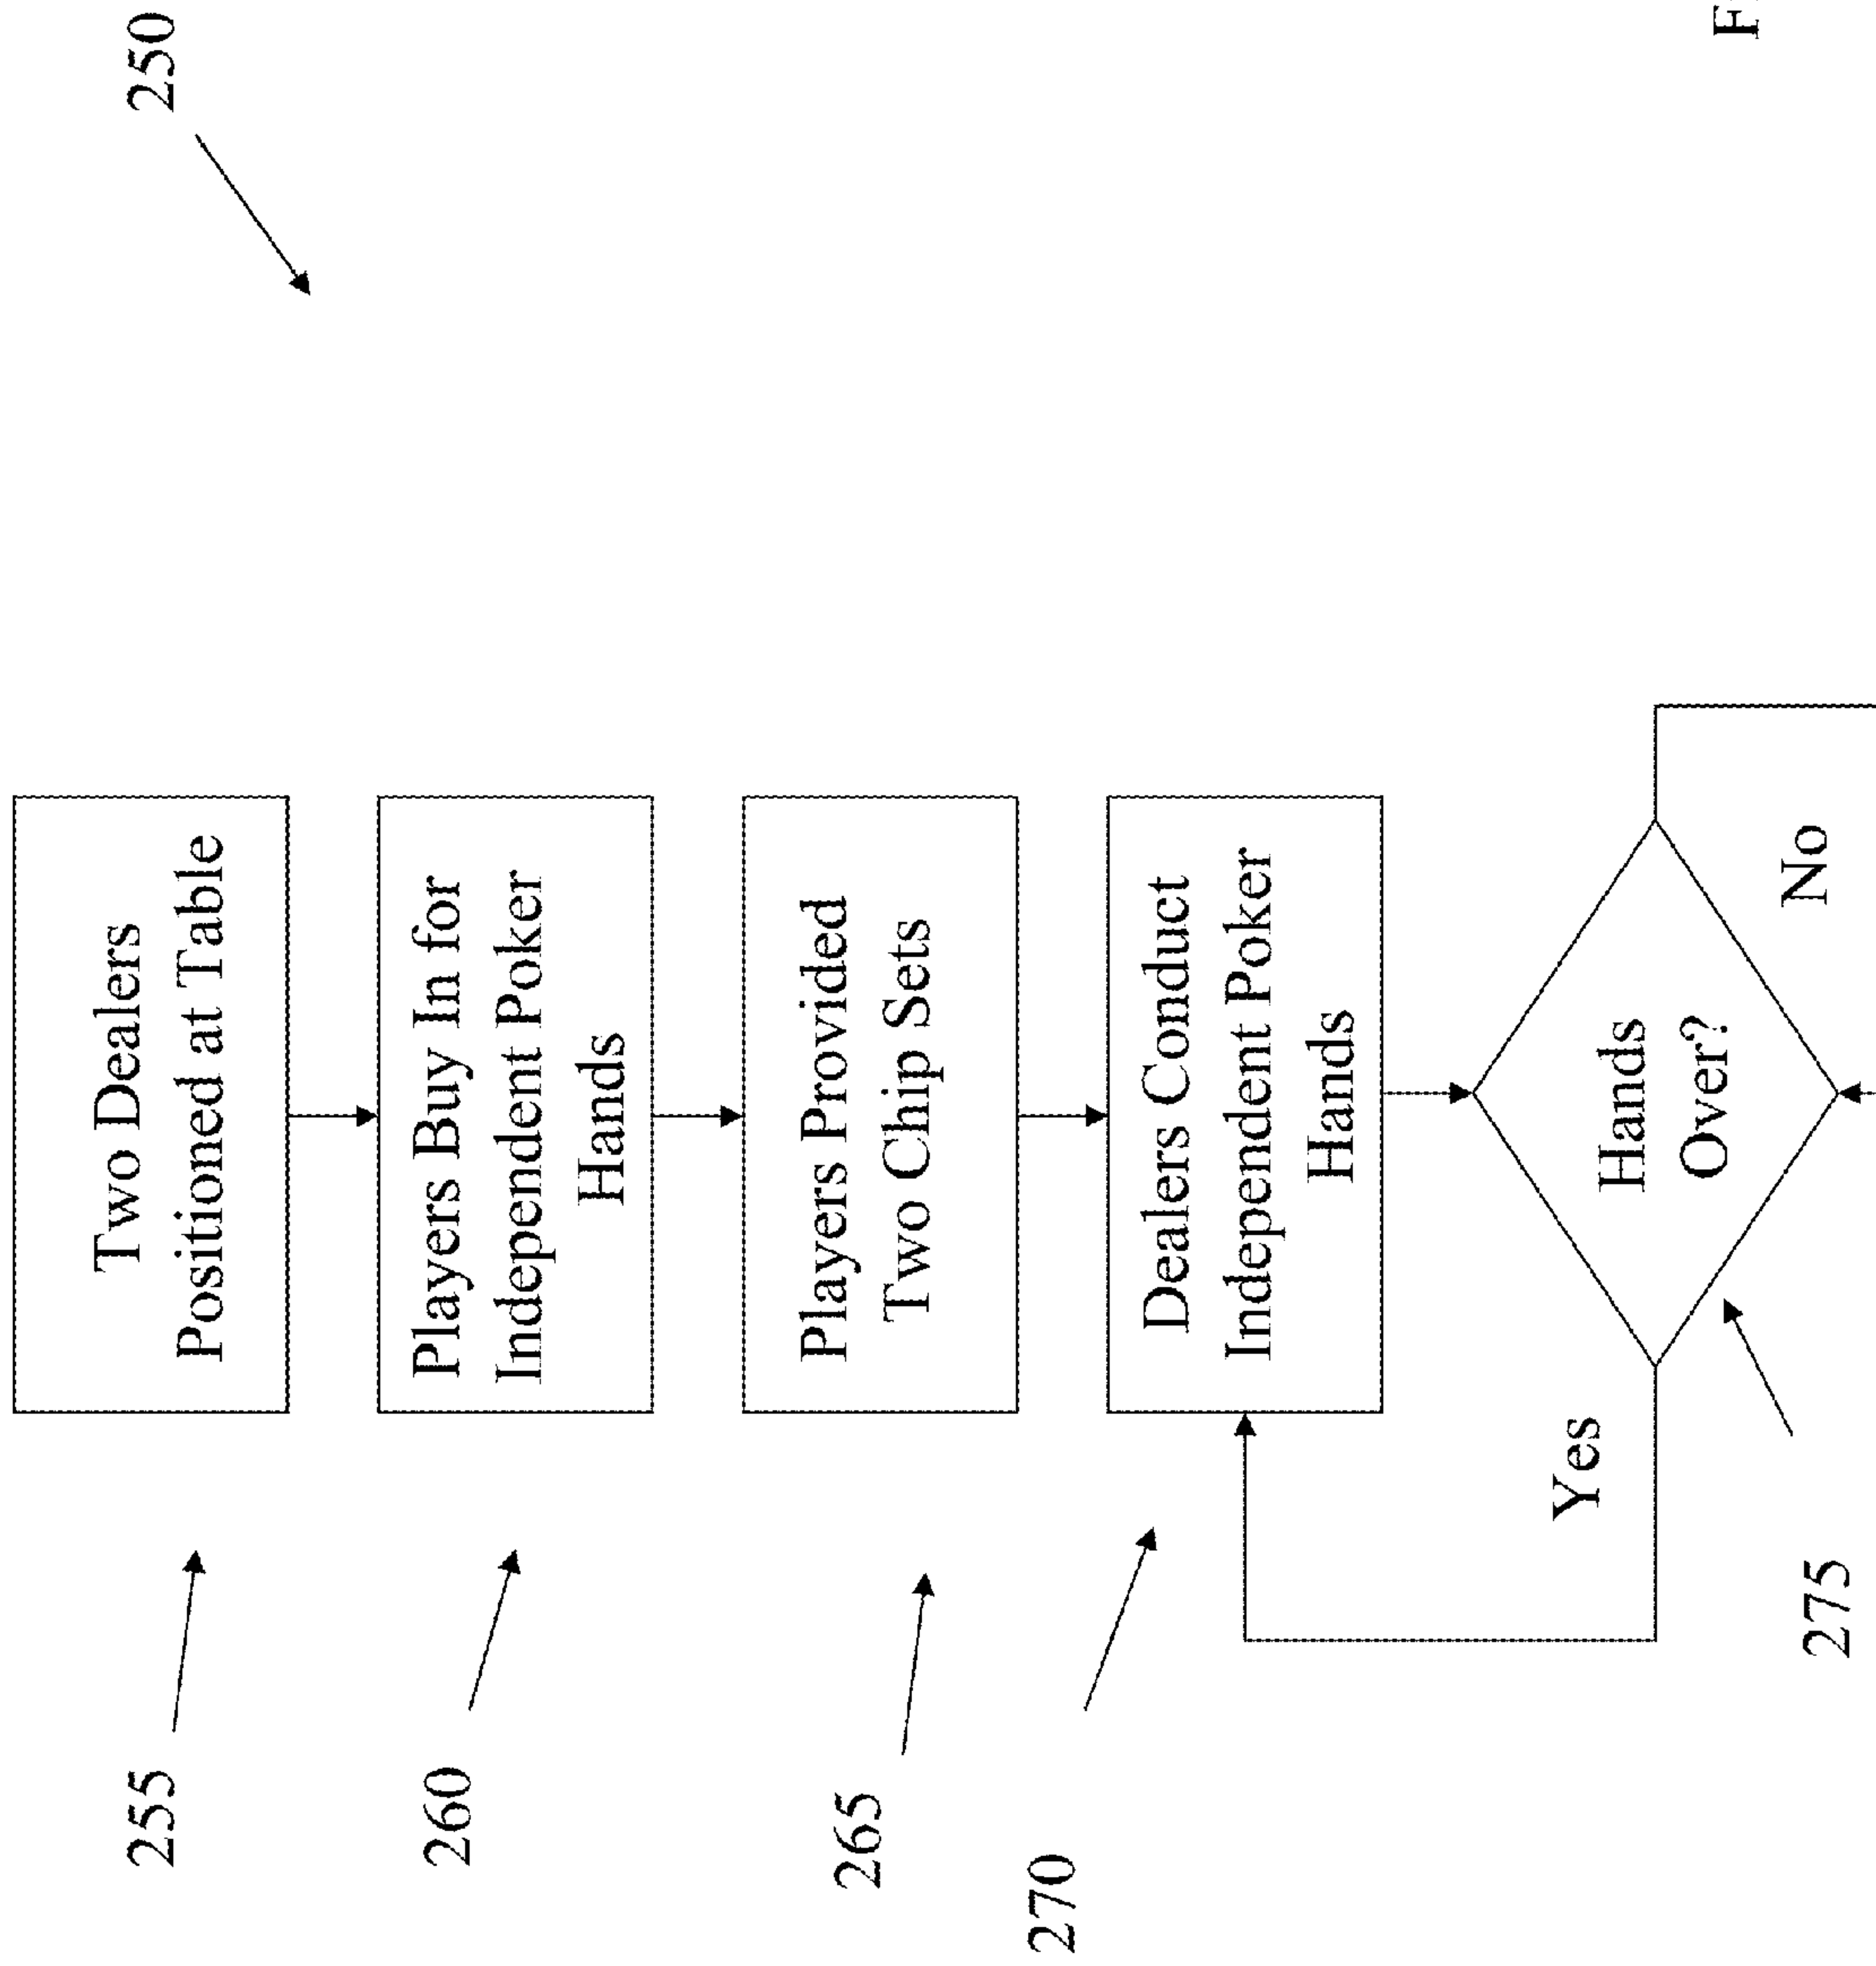 250
255
Two Dealers
Positioned at Table
260
Players Buy In for
Independent Poker
Hands
265
Players Provided
Two Chip Sets
270
Dealers Conduct
Independent Poker
Hands
275
Hands
Over?
Yes
No